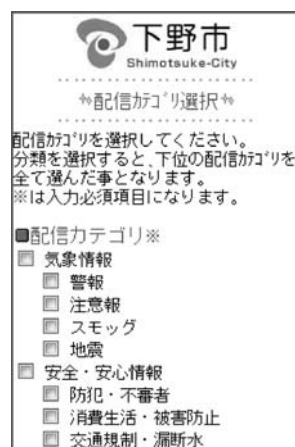 下野市
Shimotsuke-City
配信ｶﾃｺﾞﾘ選択
配信ｶﾃｺﾞﾘを選択してください。
分類を選択すると、下位の配信ｶﾃｺﾞﾘを
全て選んだ事となります。
※は入力必須項目になります。
■配信カテゴリ※
気象情報
警報
注意報
スモッグ
地震
安全・安心情報
防犯・不審者
消費生活・被害防止
交通規制・漏断水